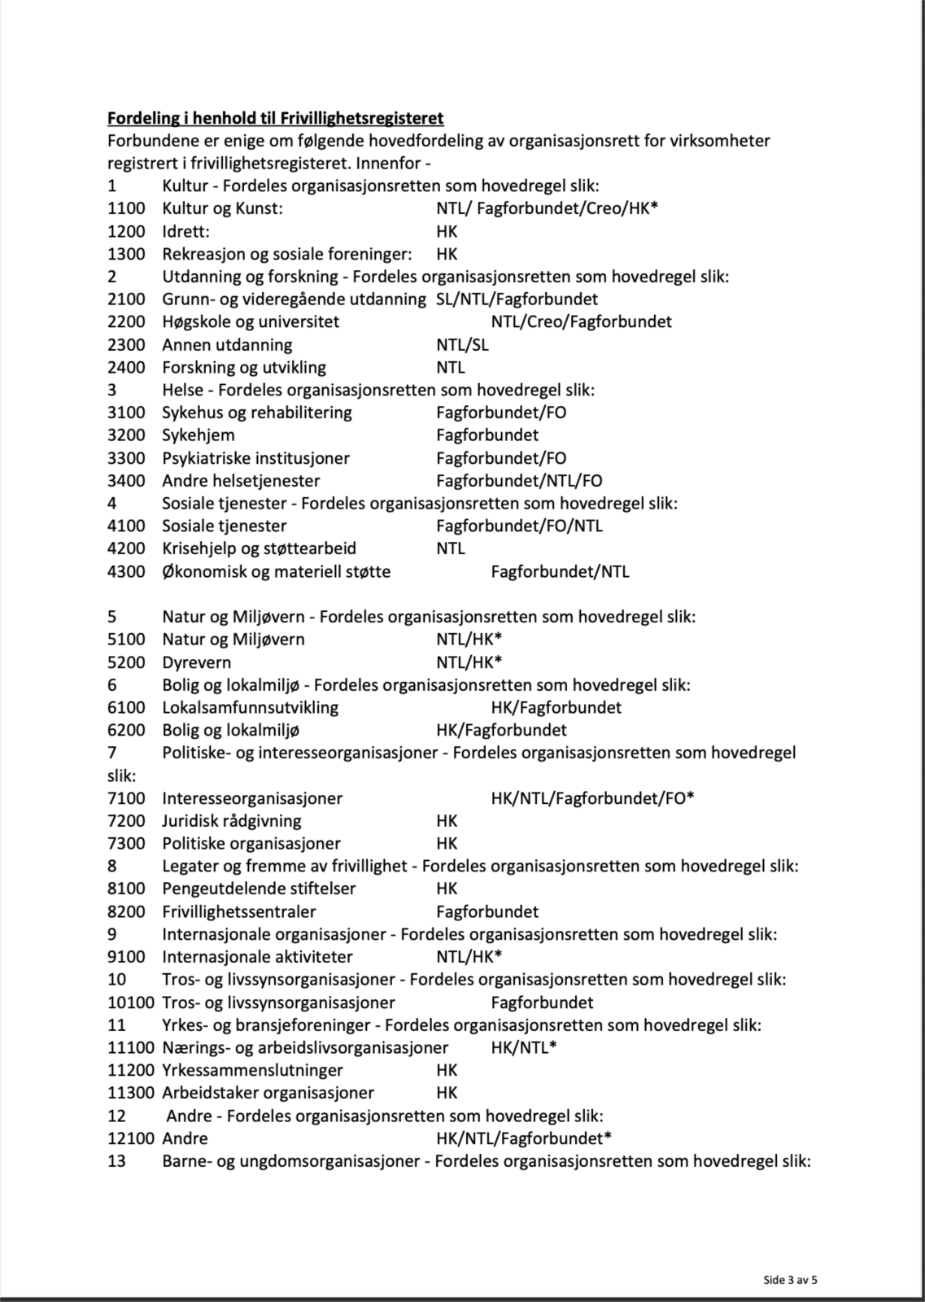 Fordeling i henhold til Frivillighetsregisteret
Forbundene er enige om følgende hovedfordeling av organisasjonsrett for virksomheter
registrert i frivillighetsregisteret. Innenfor -
1 Kultur - Fordeles organisasjonsretten som hovedregel slik:
1100 Kultur og Kunst: NTL/ Fagforbundet/Creo/HK*
1200 Idrett: HK
1300 Rekreasjon og sosiale foreninger: HK
2 Utdanning og forskning - Fordeles organisasjonsretten som hovedregel slik:
2100 Grunn- og videregående utdanning SL/NTL/Fagforbundet
2200 Høgskole og universitet NTL/Creo/Fagforbundet
2300 Annen utdanning NTL/SL
2400 Forskning og utvikling NTL
3 Helse - Fordeles organisasjonsretten som hovedregel slik:
3100 Sykehus og rehabilitering Fagforbundet/FO
3200 Sykehjem Fagforbundet
3300 Psykiatriske institusjoner Fagforbundet/FO
3400 Andre helsetjenester Fagforbundet/NTL/FO
4 Sosiale tjenester - Fordeles organisasjonsretten som hovedregel slik:
4100 Sosiale tjenester Fagforbundet/FO/NTL
4200 Krisehjelp og støttearbeid NTL
4300 Økonomisk og materiell støtte Fagforbundet/NTL
5 Natur og Miljøvern - Fordeles organisasjonsretten som hovedregel slik:
5100 Natur og Miljøvern NTL/HK*
5200 Dyrevern NTL/HK*
6 Bolig og lokalmiljø - Fordeles organisasjonsretten som hovedregel slik:
6100 Lokalsamfunnsutvikling HK/Fagforbundet
6200 Bolig og lokalmiljø HK/Fagforbundet
7 Politiske- og interesseorganisasjoner - Fordeles organisasjonsretten som hovedregel
slik:
7100 Interesseorganisasjoner HK/NTL/Fagforbundet/FO*
7200 Juridisk rådgivning HK
7300 Politiske organisasjoner HK
8 Legater og fremme av frivillighet - Fordeles organisasjonsretten som hovedregel slik:
8100 Pengeutdelende stiftelser HK
8200 Frivillighetssentraler Fagforbundet
9 Internasjonale organisasjoner - Fordeles organisasjonsretten som hovedregel slik:
9100 Internasjonale aktiviteter NTL/HK*
10 Tros- og livssynsorganisasjoner - Fordeles organisasjonsretten som hovedregel slik:
10100 Tros- og livssynsorganisasjoner Fagforbundet
11 Yrkes- og bransjeforeninger - Fordeles organisasjonsretten som hovedregel slik:
11100 Nærings- og arbeidslivsorganisasjoner HK/NTL*
11200 Yrkessammenslutninger HK
11300 Arbeidstaker organisasjoner HK
12 Andre - Fordeles organisasjonsretten som hovedregel slik:
12100 Andre HK/NTL/Fagforbundet*
13 Barne- og ungdomsorganisasjoner - Fordeles organisasjonsretten som hovedregel slik:
Side 3 av 5